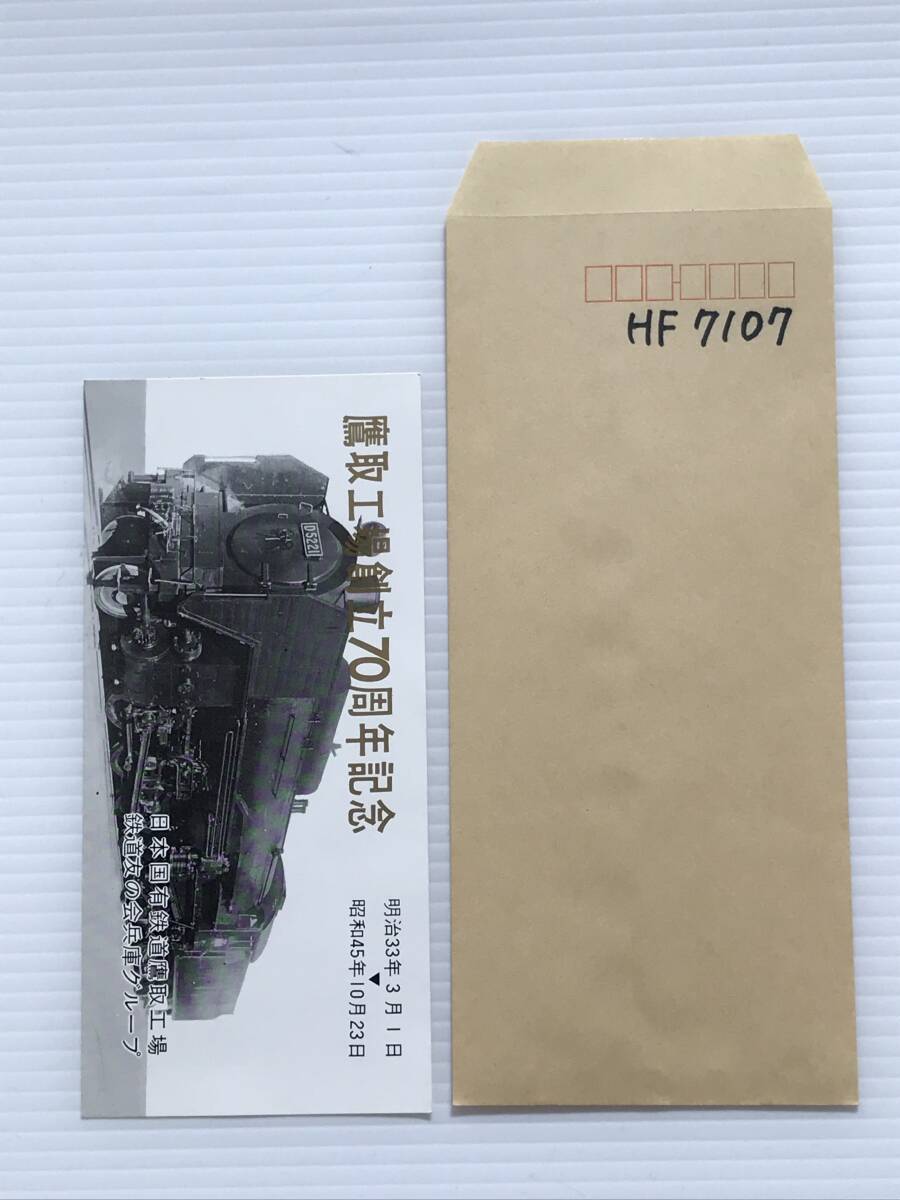 鷹取工場創立70周年記念
明治33年3月1日
▼
昭和45年10月23日
D5221
日本国有鉄道鷹取工場
鉄道友の会兵庫グループ
HF 7107